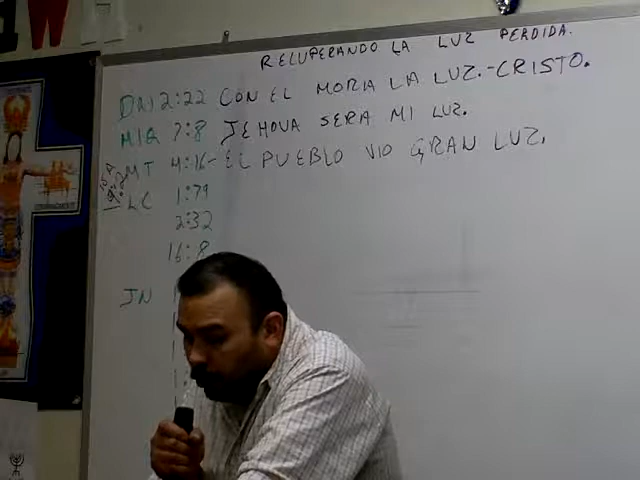 RECUPERANDO LA LUZ PERDIDA.
DAN 2:22 CON EL MORA LA LUZ.-CRISTO.
MIQ 7:8 JEHOVA SERA MI LUZ.
MT 4:16- EL PUEBLO VIO GRAN LUZ.
LC 1:79
2:32
16:8
JN